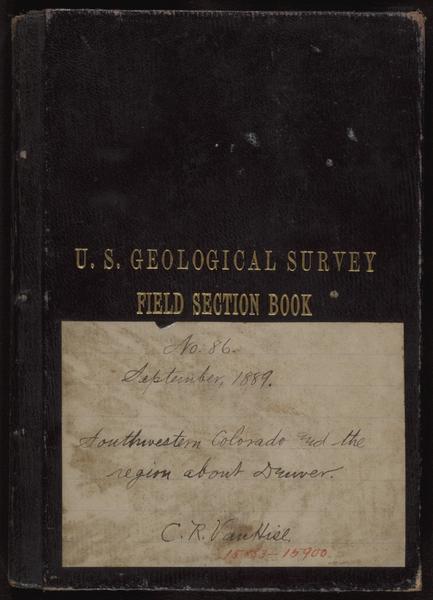 U. S. GEOLOGICAL SURVEY
FIELD SECTION BOOK
No. 86.
September, 1889.
Southwestern Colorado and the
region about Denver.
C. R. Van Hise
15900